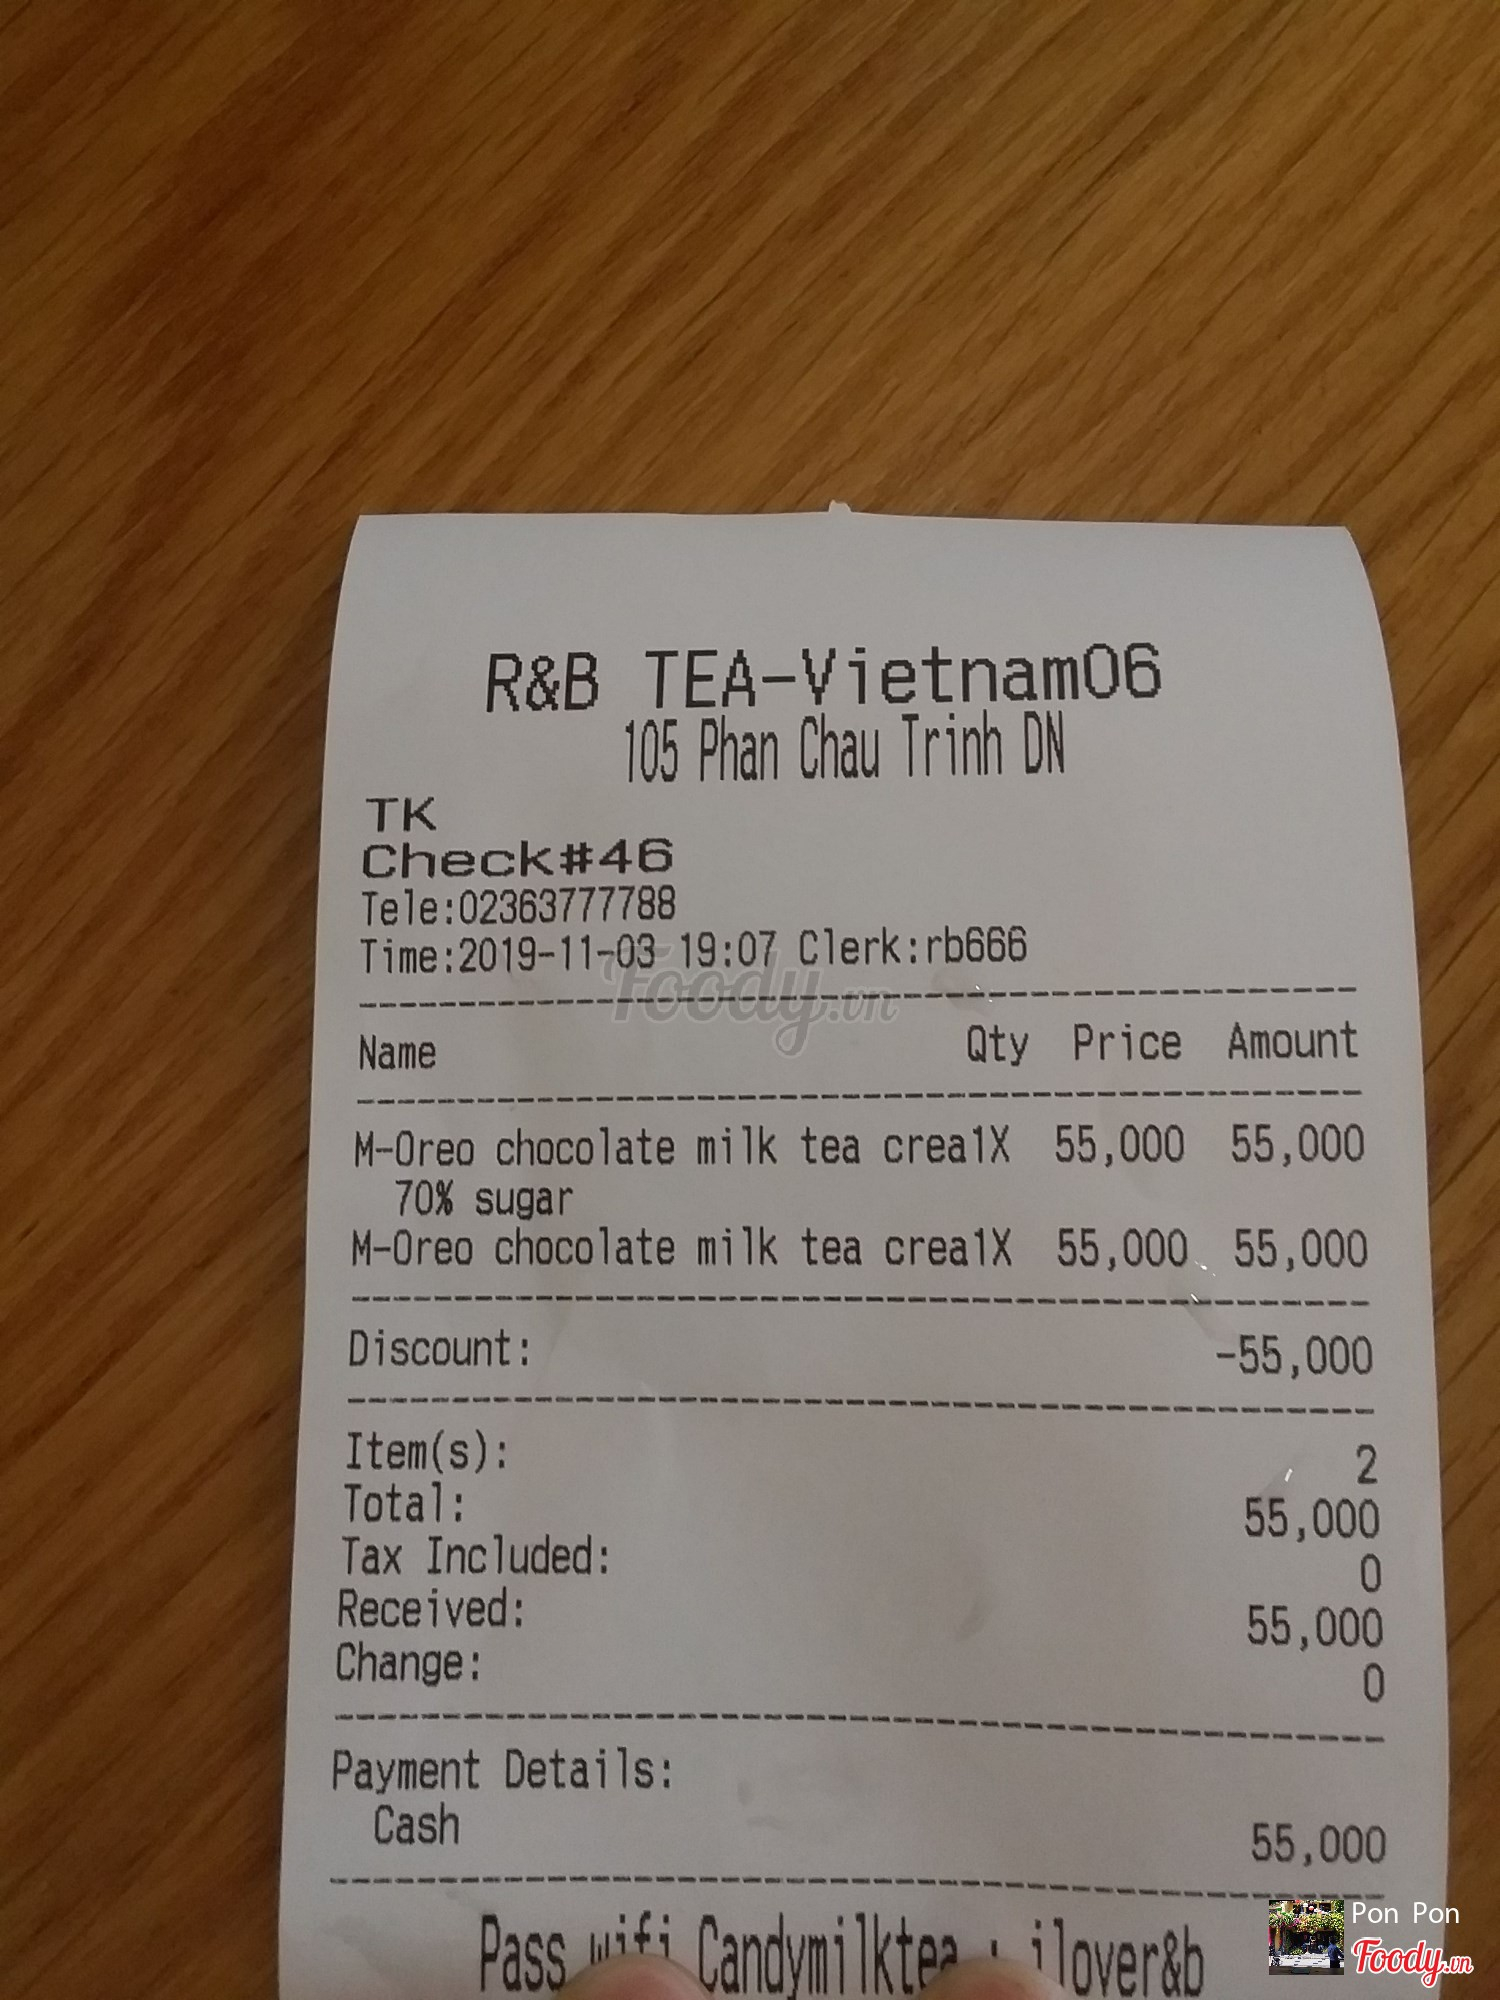 R&B TEA-Vietnam06
105 Phan Chau Trinh DN
TK
Check#46
Tele:02363777788
Time:2019-11-03 19:07 Clerk:rb666
Foody.vn
Name Qty Price Amount
M-Oreo chocolate milk tea crea1X 55,000 55,000
70% sugar
M-Oreo chocolate milk tea crea1X 55,000 55,000
Discount: -55,000
Item(s): 2
Total: 55,000
Tax Included: 0
Received: 55,000
Change: 0
Payment Details:
Cash 55,000
Pass wifi Candymilktea : ilover&b
Pon Pon
Foody.vn